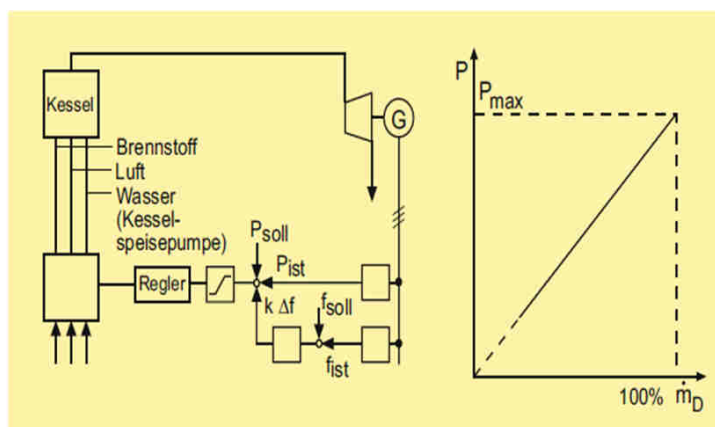 Kessel
Brennstoff
Luft
Wasser
(Kessel-
speisepumpe)
Psoll
Pist
Regler
k Δf
fsoll
fist
G
P
Pmax
100% ṁD